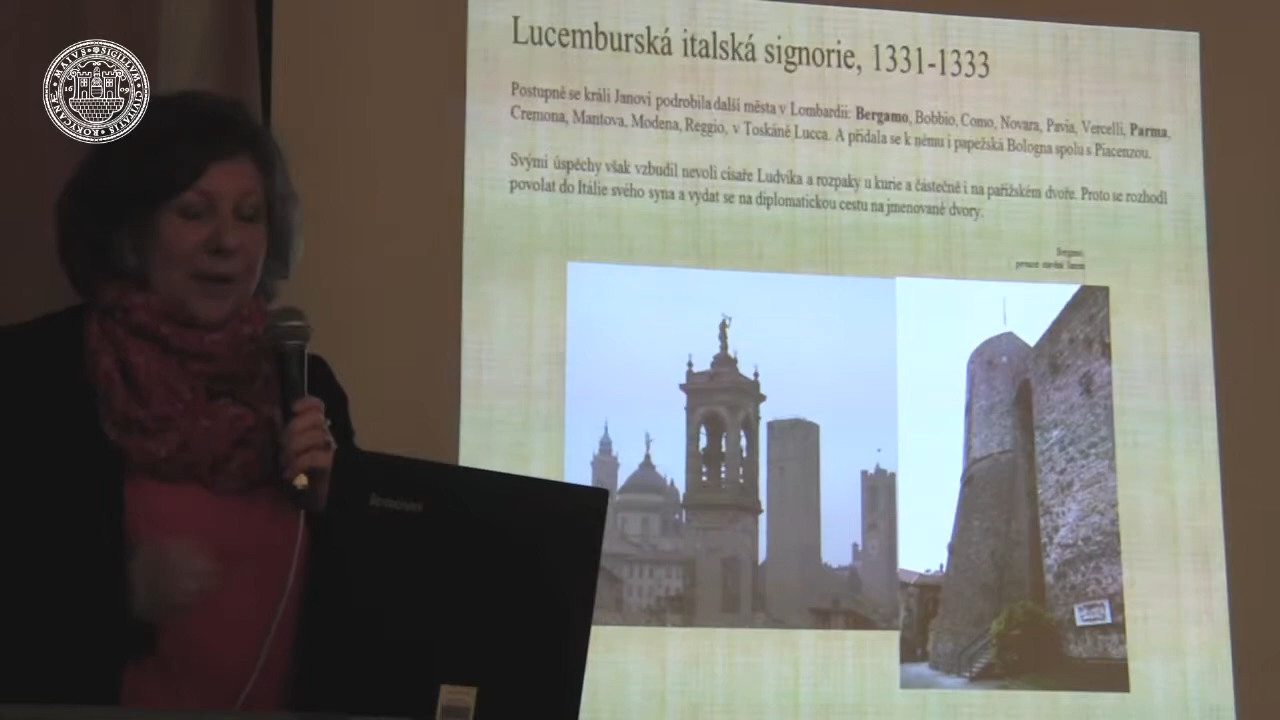 Lucemburská italská signorie, 1331-1333
Postupně se králi Janovi podrobila další města v Lombardii: Bergamo, Bobbio, Como, Novara, Pavia, Vercelli, Parma,
Cremona, Mantova, Modena, Reggio, v Toskáně Lucca. A přidala se k němu i papežská Bologna spolu s Piacenzou.
Svými úspěchy však vzbudil nevoli císaře Ludvíka a rozpaky u kurie a částečně i na pařížském dvoře. Proto se rozhodl
povolat do Itálie svého syna a vydat se na diplomatickou cestu na jmenované dvory.
Bergamo,
lenovo